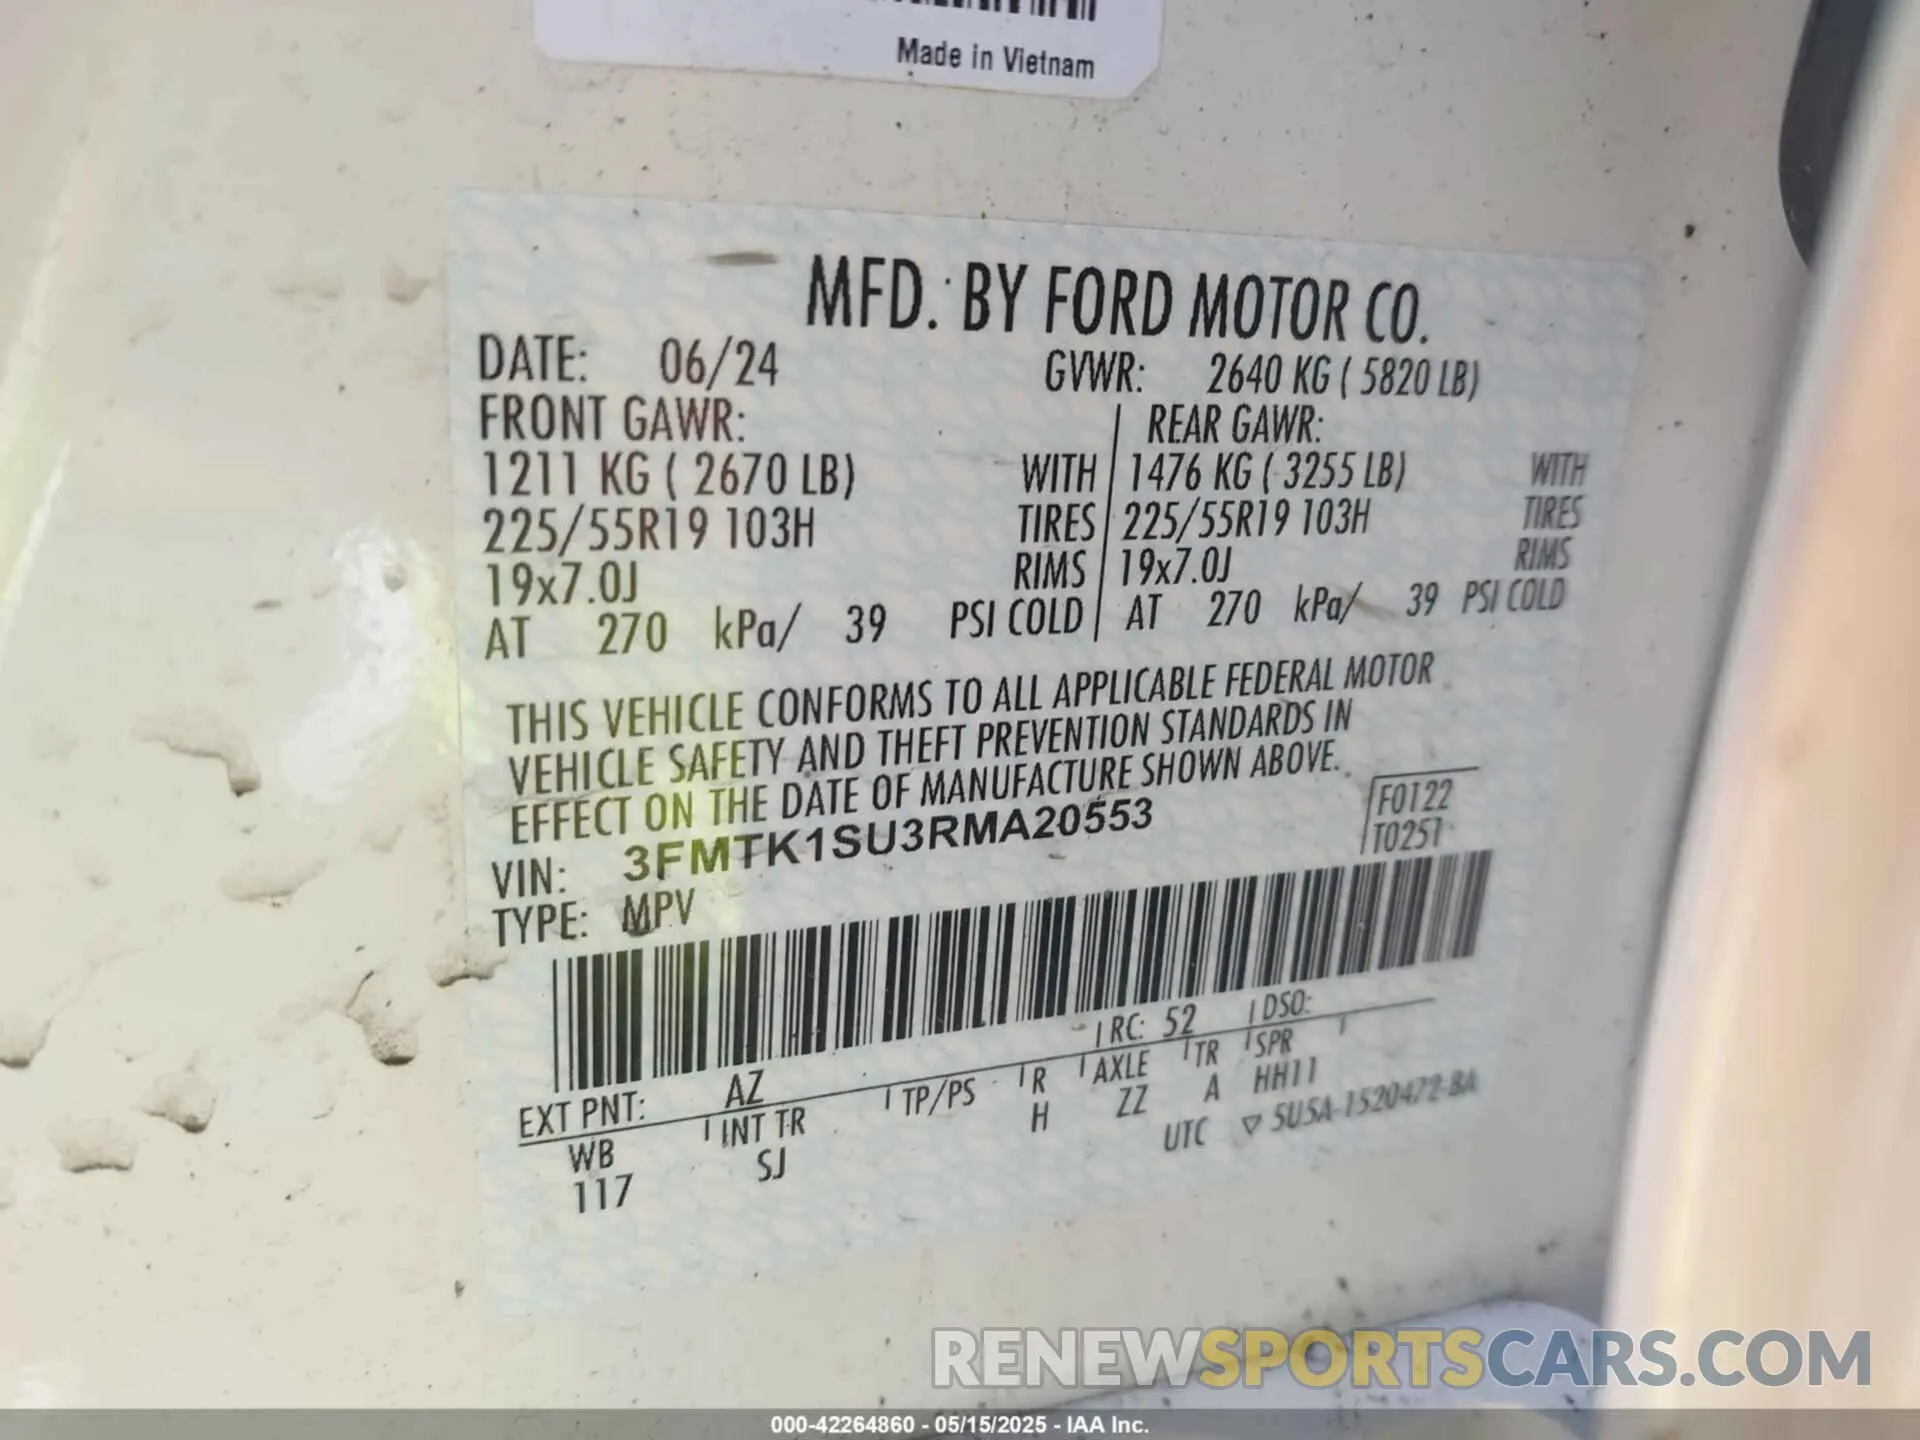 Made in Vietnam
MFD. BY FORD MOTOR CO.
DATE: 06/24 GVWR: 2640 KG ( 5820 LB)
FRONT GAWR: REAR GAWR:
1211 KG ( 2670 LB) WITH 1476 KG ( 3255 LB) WITH
225/55R19 103H TIRES 225/55R19 103H TIRES
19x7.0J RIMS 19x7.0J RIMS
AT 270 kPa/ 39 PSI COLD AT 270 kPa/ 39 PSI COLD
THIS VEHICLE CONFORMS TO ALL APPLICABLE FEDERAL MOTOR
VEHICLE SAFETY AND THEFT PREVENTION STANDARDS IN
EFFECT ON THE DATE OF MANUFACTURE SHOWN ABOVE.
VIN: 3FMTK1SU3RMA20553
F0122
T0251
TYPE: MPV
EXT PNT: AZ RC: 52 DSO:
WB INT TR TP/PS R AXLE TR SPR
117 SJ H ZZ A HH11
UTC ▽ 5U5A-1520472-BA
RENEWSPORTSCARS.COM
000-42264860 - 05/15/2025 - IAA Inc.